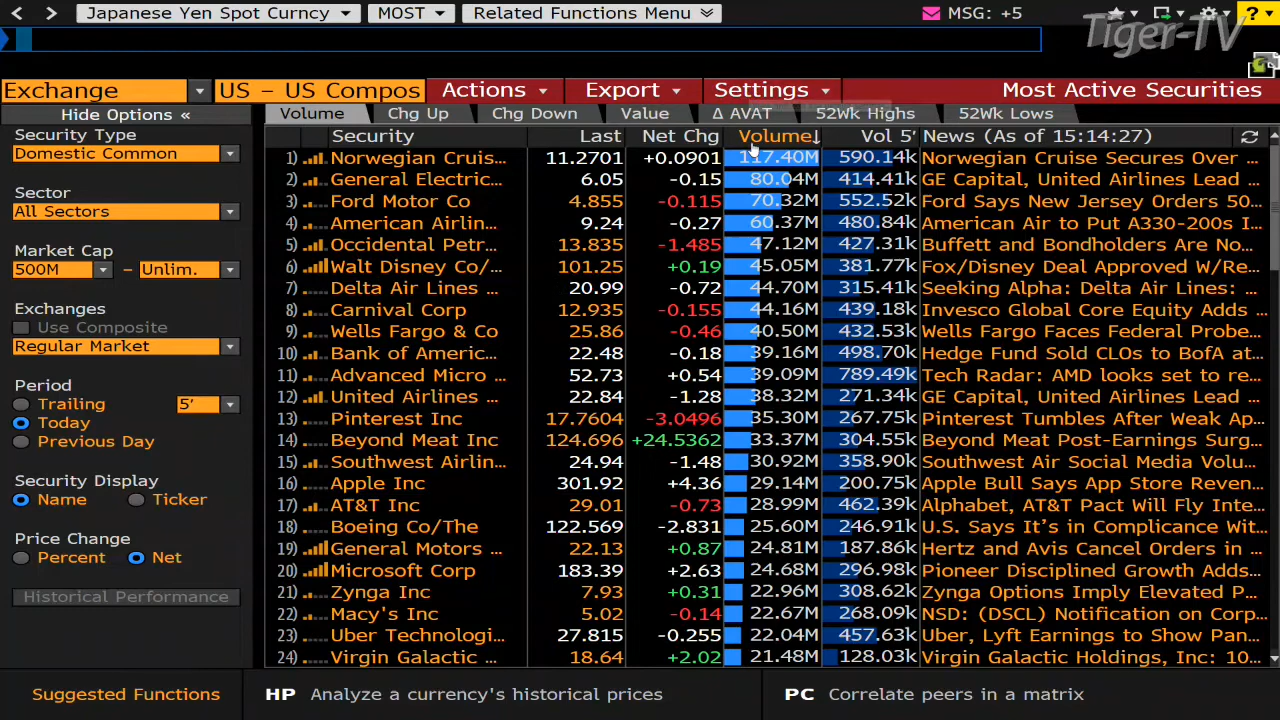 Japanese Yen Spot Curncy MOST Related Functions Menu MSG: +5
Tiger-TV
Exchange US - US Compos Actions Export Settings Most Active Securities
Hide Options « Volume Chg Up Chg Down Value Δ AVAT 52Wk Highs 52Wk Lows
Security Type
Domestic Common
Sector
All Sectors
Market Cap
500M - Unlim.
Exchanges
Use Composite
Regular Market
Period
Trailing 5'
Today
Previous Day
Security Display
Name Ticker
Price Change
Percent Net
Historical Performance
Security Last Net Chg Volume↓ Vol 5' News (As of 15:14:27)
1) Norwegian Cruis... 11.2701 +0.0901 117.40M 590.14k Norwegian Cruise Secures Over ...
2) General Electric... 6.05 -0.15 80.04M 414.41k GE Capital, United Airlines Lead ...
3) Ford Motor Co 4.855 -0.115 70.32M 552.52k Ford Says New Jersey Orders 50...
4) American Airlin... 9.24 -0.27 60.37M 480.84k American Air to Put A330-200s I...
5) Occidental Petr... 13.835 -1.485 47.12M 427.31k Buffett and Bondholders Are No...
6) Walt Disney Co/... 101.25 +0.19 45.05M 381.77k Fox/Disney Deal Approved W/Re...
7) Delta Air Lines ... 20.99 -0.72 44.70M 315.41k Seeking Alpha: Delta Air Lines: ...
8) Carnival Corp 12.935 -0.155 44.16M 439.18k Invesco Global Core Equity Adds ...
9) Wells Fargo & Co 25.86 -0.46 40.50M 432.53k Wells Fargo Faces Federal Probe...
10) Bank of Americ... 22.48 -0.18 39.16M 498.70k Hedge Fund Sold CLOs to BofA at...
11) Advanced Micro ... 52.73 +0.54 39.09M 789.49k Tech Radar: AMD looks set to re...
12) United Airlines ... 22.84 -1.28 38.32M 271.34k GE Capital, United Airlines Lead ...
13) Pinterest Inc 17.7604 -3.0496 35.30M 267.75k Pinterest Tumbles After Weak Ap...
14) Beyond Meat Inc 124.696 +24.5362 33.37M 304.55k Beyond Meat Post-Earnings Surg...
15) Southwest Airlin... 24.94 -1.48 30.92M 358.90k Southwest Air Social Media Volu...
16) Apple Inc 301.92 +4.36 29.14M 200.75k Apple Bull Says App Store Reven...
17) AT&T Inc 29.01 -0.73 28.99M 462.39k Alphabet, AT&T Pact Will Fly Inte...
18) Boeing Co/The 122.569 -2.831 25.60M 246.91k U.S. Says It's in Complicance Wit...
19) General Motors ... 22.13 +0.87 24.81M 187.86k Hertz and Avis Cancel Orders in ...
20) Microsoft Corp 183.39 +2.63 24.68M 296.98k Pioneer Disciplined Growth Adds...
21) Zynga Inc 7.93 +0.31 22.96M 308.62k Zynga Options Imply Elevated P...
22) Macy's Inc 5.02 -0.14 22.67M 268.09k NSD: (DSCL) Notification on Corp...
23) Uber Technologi... 27.815 -0.255 22.04M 457.63k Uber, Lyft Earnings to Show Pan...
24) Virgin Galactic ... 18.64 +2.02 21.48M 128.03k Virgin Galactic Holdings, Inc: 10...
Suggested Functions HP Analyze a currency's historical prices PC Correlate peers in a matrix